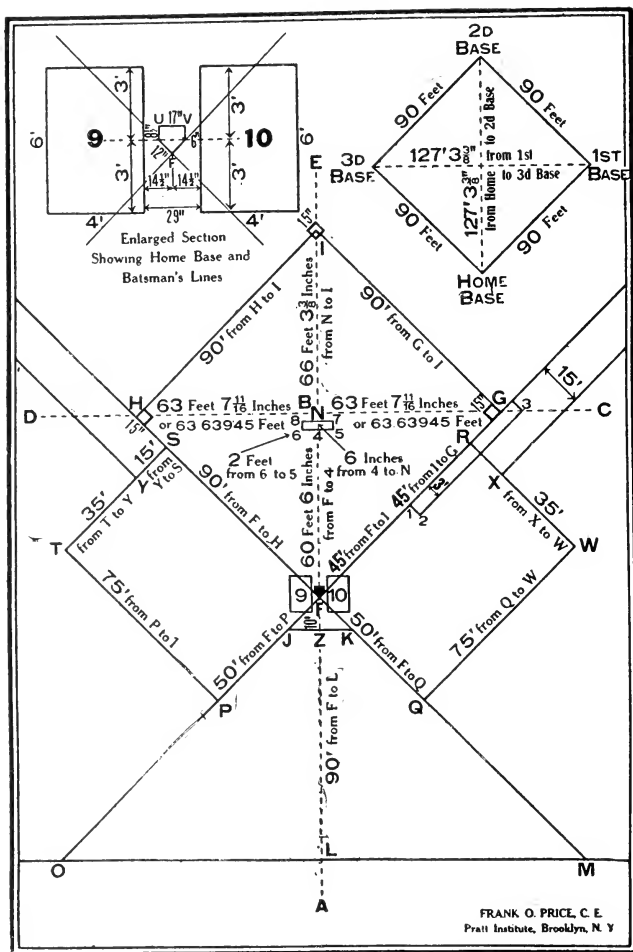 3'
3'
U 17" V
8½"
9
10
6'
6'
12"
F
3'
3'
14½" 14½"
29"
4'
4'
Enlarged Section
Showing Home Base and
Batsman's Lines
2D
BASE
90 Feet
90 Feet
3D
BASE
127' 3⅜"
from 1st
to 3d Base
127' 3⅜"
from Home
to 2d Base
1ST
BASE
90 Feet
90 Feet
HOME
BASE
E
15"
I
90' from H to I
66 Feet 3⅜ Inches
from N to I
90' from G to I
15'
D
H
63 Feet 7 11/16 Inches
B
N
63 Feet 7 11/16 Inches
G
3
C
15"
or 63 63945 Feet
8
7
6
4
5
or 63 63945 Feet
15"
S
2 Feet
from 6 to 5
6 Inches
from 4 to N
R
15'
from
Y to S
Y
35'
from T to Y
T
90' from F to H
60 Feet 6 Inches
from F to 4
45' from 1 to G
3"
1
2
45' from F to 1
X
35'
from X to W
W
75' from P to T
9
10
F
10'
J
Z
K
75' from Q to W
50' from F to P
50' from F to Q
P
Q
90' from F to L
O
L
M
A
FRANK O. PRICE, C. E.
Pratt Institute, Brooklyn, N. Y